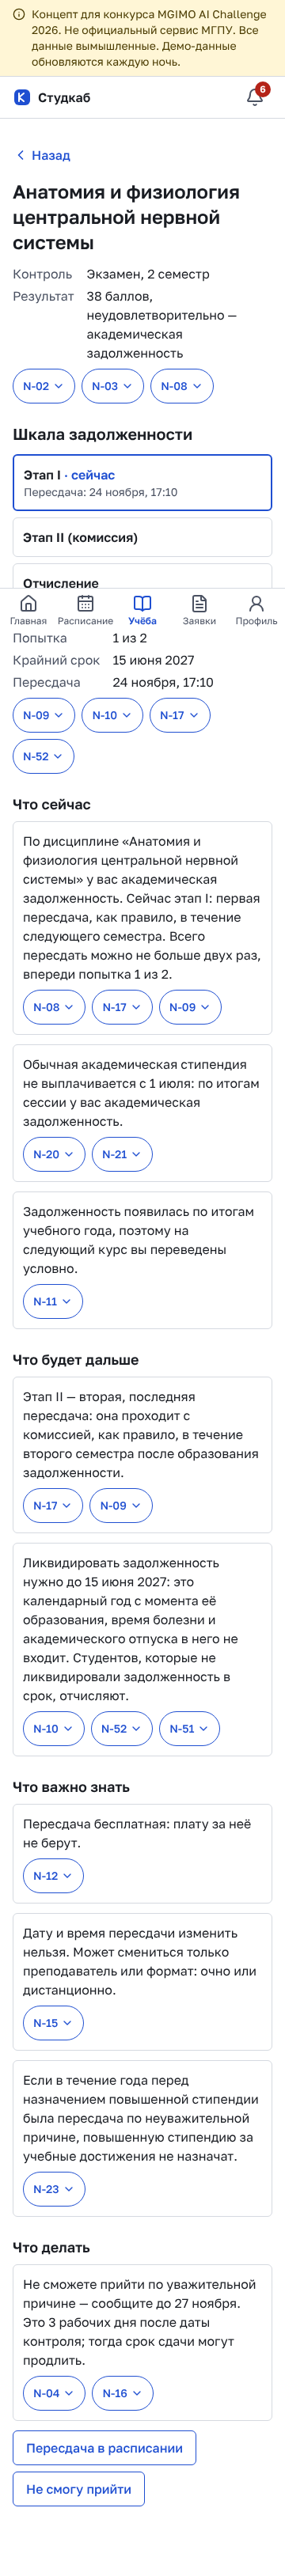 Концепт для конкурса MGIMO AI Challenge
2026. Не официальный сервис МГПУ. Все
данные вымышленные. Демо-данные
обновляются каждую ночь.
Студкаб
6
Назад
Анатомия и физиология
центральной нервной
системы
Контроль Экзамен, 2 семестр
Результат 38 баллов,
неудовлетворительно —
академическая
задолженность
N-02 N-03 N-08
Шкала задолженности
Этап I · сейчас
Пересдача: 24 ноября, 17:10
Этап II (комиссия)
Отчисление
Главная Расписание Учёба Заявки Профиль
Попытка 1 из 2
Крайний срок 15 июня 2027
Пересдача 24 ноября, 17:10
N-09 N-10 N-17
N-52
Что сейчас
По дисциплине «Анатомия и
физиология центральной нервной
системы» у вас академическая
задолженность. Сейчас этап I: первая
пересдача, как правило, в течение
следующего семестра. Всего
пересдать можно не больше двух раз,
впереди попытка 1 из 2.
N-08 N-17 N-09
Обычная академическая стипендия
не выплачивается с 1 июля: по итогам
сессии у вас академическая
задолженность.
N-20 N-21
Задолженность появилась по итогам
учебного года, поэтому на
следующий курс вы переведены
условно.
N-11
Что будет дальше
Этап II — вторая, последняя
пересдача: она проходит с
комиссией, как правило, в течение
второго семестра после образования
задолженности.
N-17 N-09
Ликвидировать задолженность
нужно до 15 июня 2027: это
календарный год с момента её
образования, время болезни и
академического отпуска в него не
входит. Студентов, которые не
ликвидировали задолженность в
срок, отчисляют.
N-10 N-52 N-51
Что важно знать
Пересдача бесплатная: плату за неё
не берут.
N-12
Дату и время пересдачи изменить
нельзя. Может смениться только
преподаватель или формат: очно или
дистанционно.
N-15
Если в течение года перед
назначением повышенной стипендии
была пересдача по неуважительной
причине, повышенную стипендию за
учебные достижения не назначат.
N-23
Что делать
Не сможете прийти по уважительной
причине — сообщите до 27 ноября.
Это 3 рабочих дня после даты
контроля; тогда срок сдачи могут
продлить.
N-04 N-16
Пересдача в расписании
Не смогу прийти